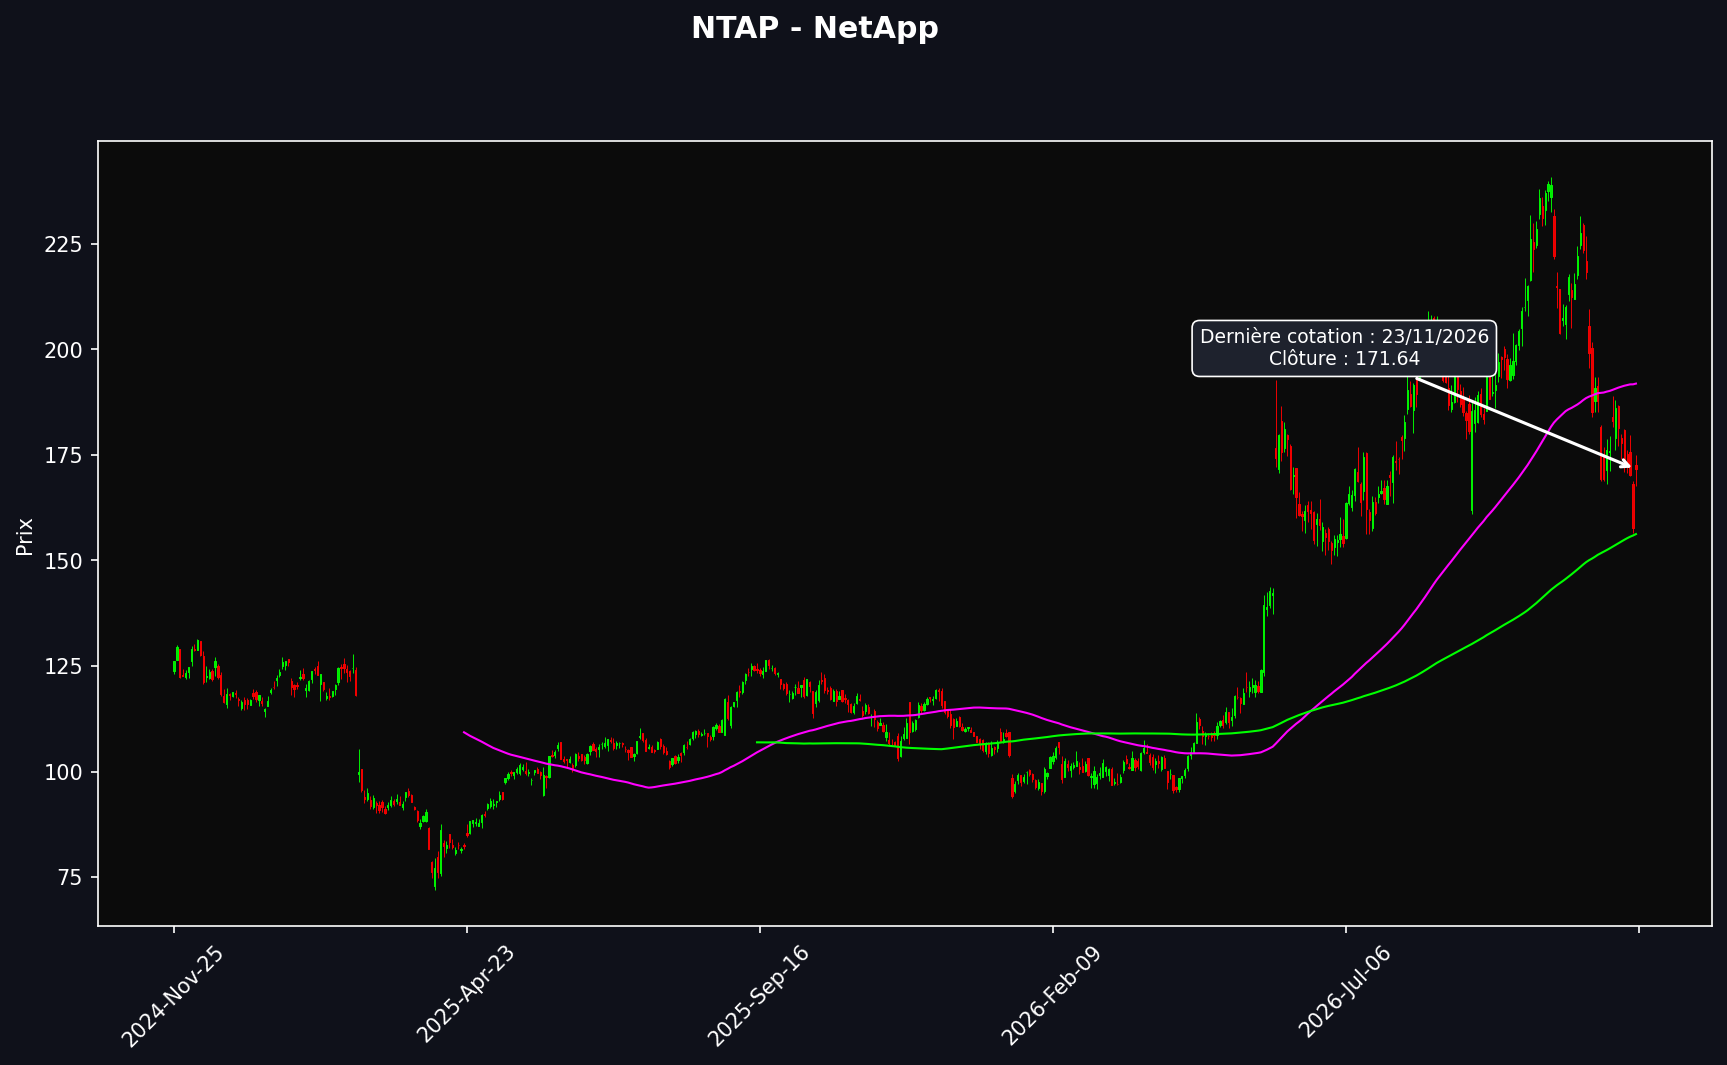 NTAP - NetApp
Prix
225
200
175
150
125
100
75
Dernière cotation : 23/11/2026
Clôture : 171.64
2024-Nov-25
2025-Apr-23
2025-Sep-16
2026-Feb-09
2026-Jul-06